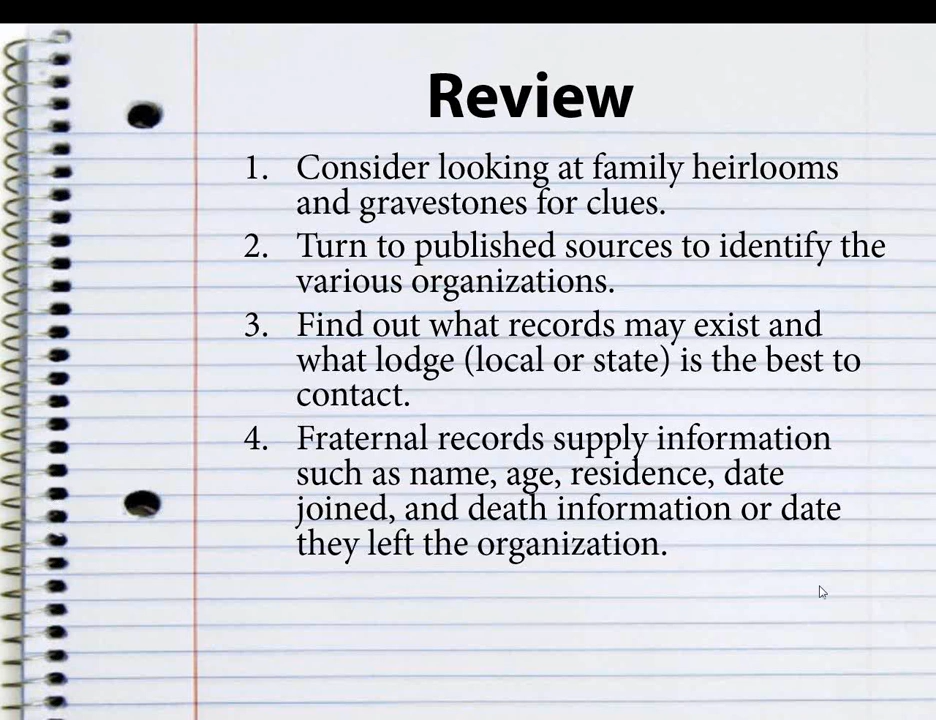 Review
1. Consider looking at family heirlooms
and gravestones for clues.
2. Turn to published sources to identify the
various organizations.
3. Find out what records may exist and
what lodge (local or state) is the best to
contact.
4. Fraternal records supply information
such as name, age, residence, date
joined, and death information or date
they left the organization.